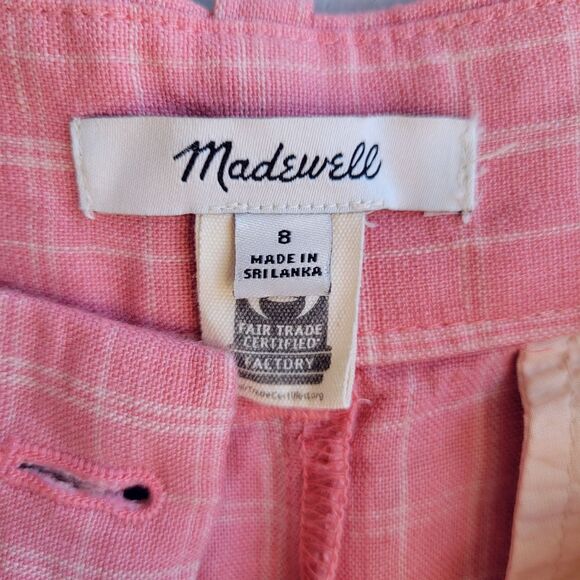 Madewell
8
MADE IN
SRI LANKA
FAIR TRADE
CERTIFIED
FACTORY